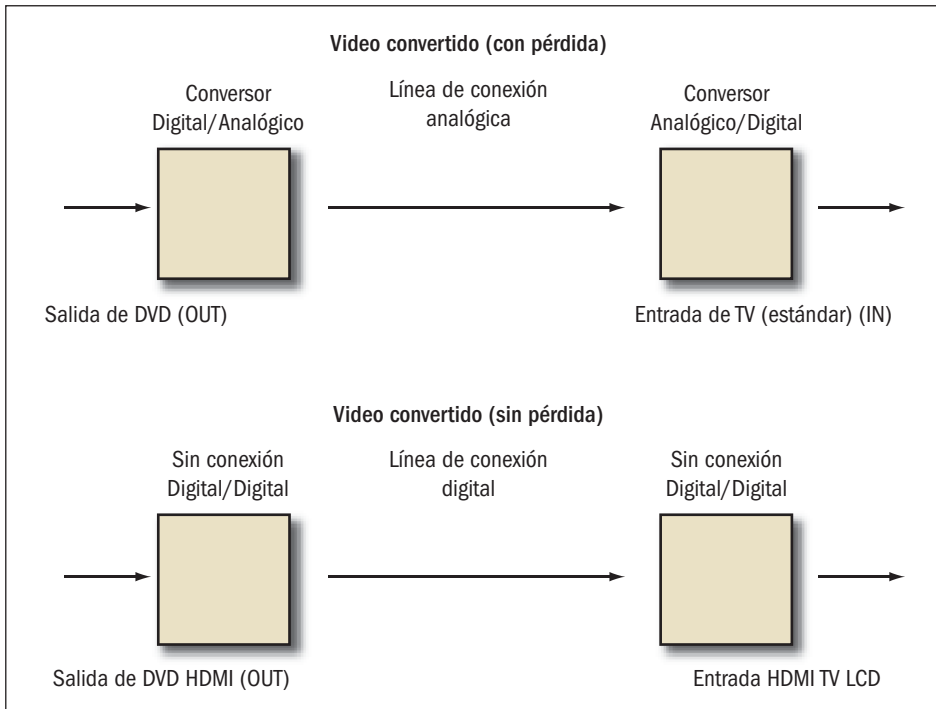 Video convertido (con pérdida)
Conversor
Digital/Analógico
Línea de conexión
analógica
Conversor
Analógico/Digital
Salida de DVD (OUT)
Entrada de TV (estándar) (IN)
Video convertido (sin pérdida)
Sin conexión
Digital/Digital
Línea de conexión
digital
Sin conexión
Digital/Digital
Salida de DVD HDMI (OUT)
Entrada HDMI TV LCD